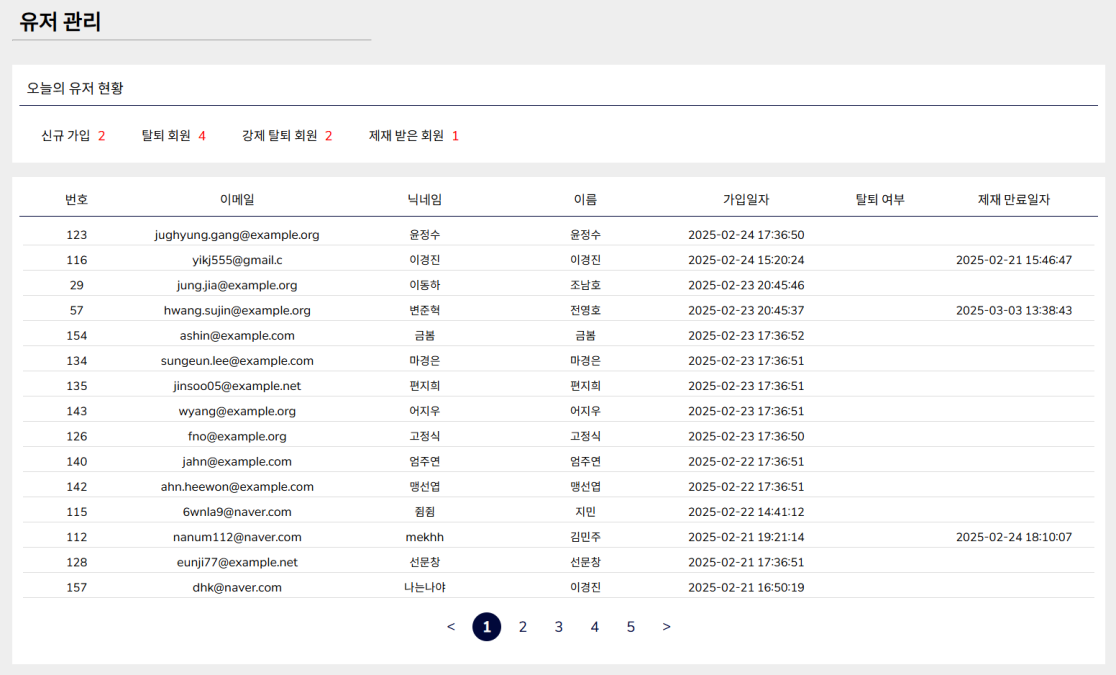 유저 관리
오늘의 유저 현황
신규 가입 2 탈퇴 회원 4 강제 탈퇴 회원 2 제재 받은 회원 1
번호 이메일 닉네임 이름 가입일자 탈퇴 여부 제재 만료일자
123 jughyung.gang@example.org 윤정수 윤정수 2025-02-24 17:36:50
116 yikj555@gmail.c 이경진 이경진 2025-02-24 15:20:24 2025-02-21 15:46:47
29 jung.jia@example.org 이동하 조남호 2025-02-23 20:45:46
57 hwang.sujin@example.org 변준혁 전영호 2025-02-23 20:45:37 2025-03-03 13:38:43
154 ashin@example.com 금봄 금봄 2025-02-23 17:36:52
134 sungeun.lee@example.com 마경은 마경은 2025-02-23 17:36:51
135 jinsoo05@example.net 편지희 편지희 2025-02-23 17:36:51
143 wyang@example.org 어지우 어지우 2025-02-23 17:36:51
126 fno@example.org 고정식 고정식 2025-02-23 17:36:50
140 jahn@example.com 엄주연 엄주연 2025-02-22 17:36:51
142 ahn.heewon@example.com 맹선엽 맹선엽 2025-02-22 17:36:51
115 6wnla9@naver.com 쥠쥠 지민 2025-02-22 14:41:12
112 nanum112@naver.com mekhh 김민주 2025-02-21 19:21:14 2025-02-24 18:10:07
128 eunji77@example.net 선문창 선문창 2025-02-21 17:36:51
157 dhk@naver.com 나는나야 이경진 2025-02-21 16:50:19
< 1 2 3 4 5 >